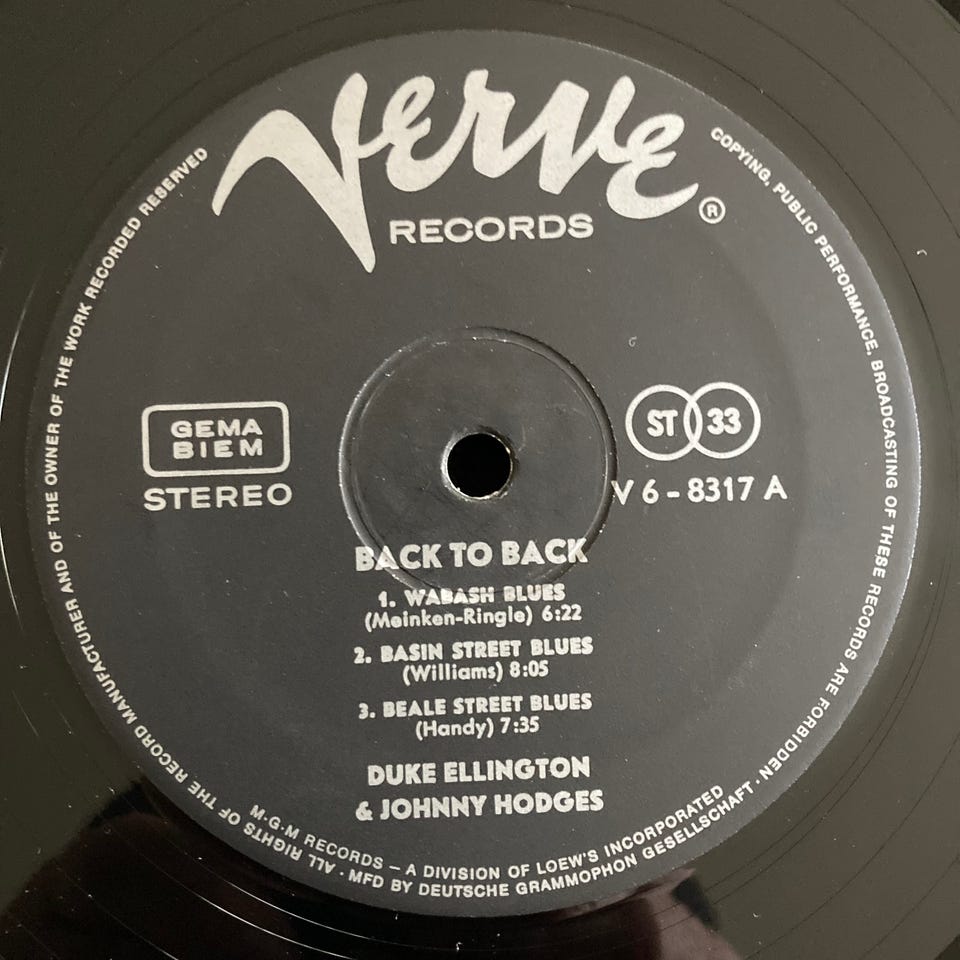 Verve
RECORDS
®
GEMA
BIEM
STEREO
ST 33
V 6 - 8317 A
BACK TO BACK
1. WABASH BLUES
(Meinken-Ringle) 6:22
2. BASIN STREET BLUES
(Williams) 8:05
3. BEALE STREET BLUES
(Handy) 7:35
DUKE ELLINGTON
& JOHNNY HODGES
M·G·M RECORDS – A DIVISION OF LOEW'S INCORPORATED
ALL RIGHTS OF THE RECORD MANUFACTURER AND OF THE OWNER OF THE WORK RECORDED RESERVED
COPYING, PUBLIC PERFORMANCE, BROADCASTING OF THESE RECORDS ARE FORBIDDEN · MFD BY DEUTSCHE GRAMMOPHON GESELLSCHAFT ·